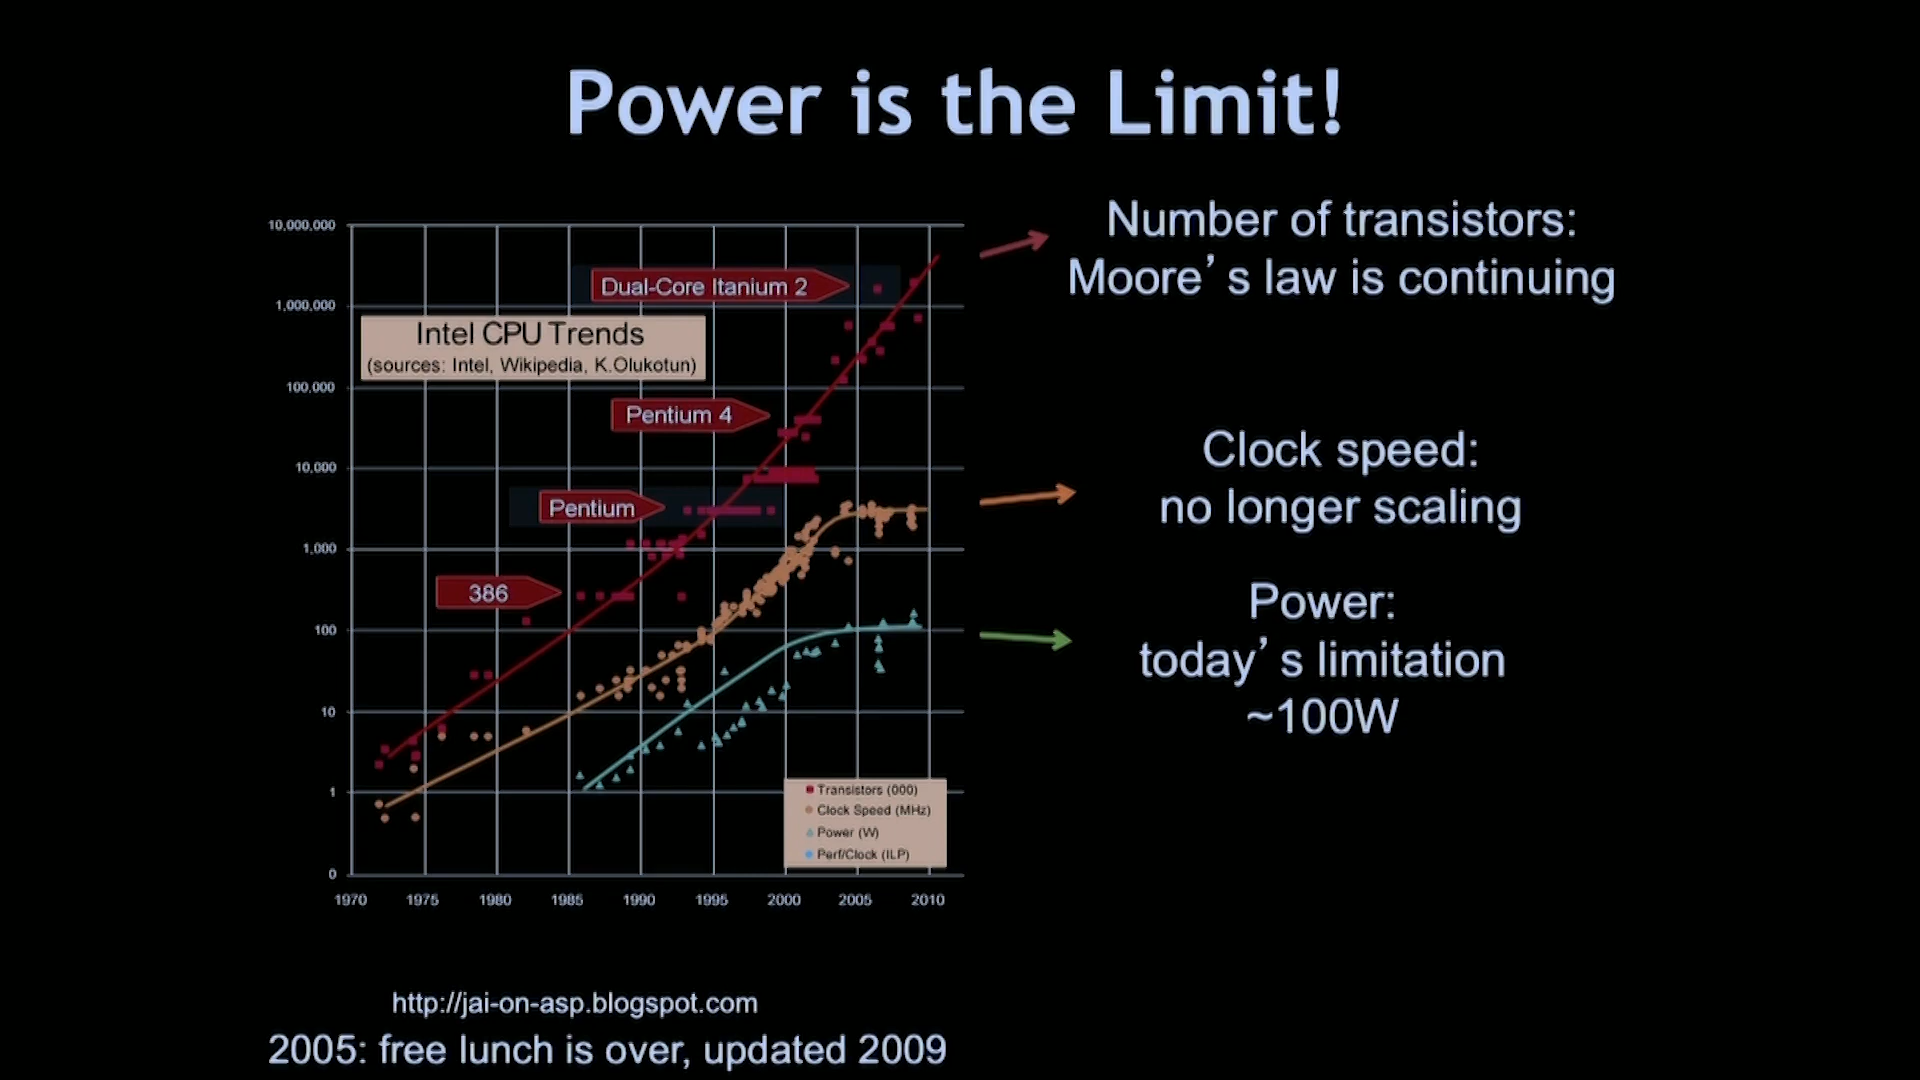 Power is the Limit!
10,000,000
1,000,000
100,000
10,000
1,000
100
10
1
0
1970 1975 1980 1985 1990 1995 2000 2005 2010
Dual-Core Itanium 2
Intel CPU Trends
(sources: Intel, Wikipedia, K.Olukotun)
Pentium 4
Pentium
386
Transistors (000)
Clock Speed (MHz)
Power (W)
Perf/Clock (ILP)
Number of transistors:
Moore's law is continuing
Clock speed:
no longer scaling
Power:
today's limitation
~100W
http://jai-on-asp.blogspot.com
2005: free lunch is over, updated 2009